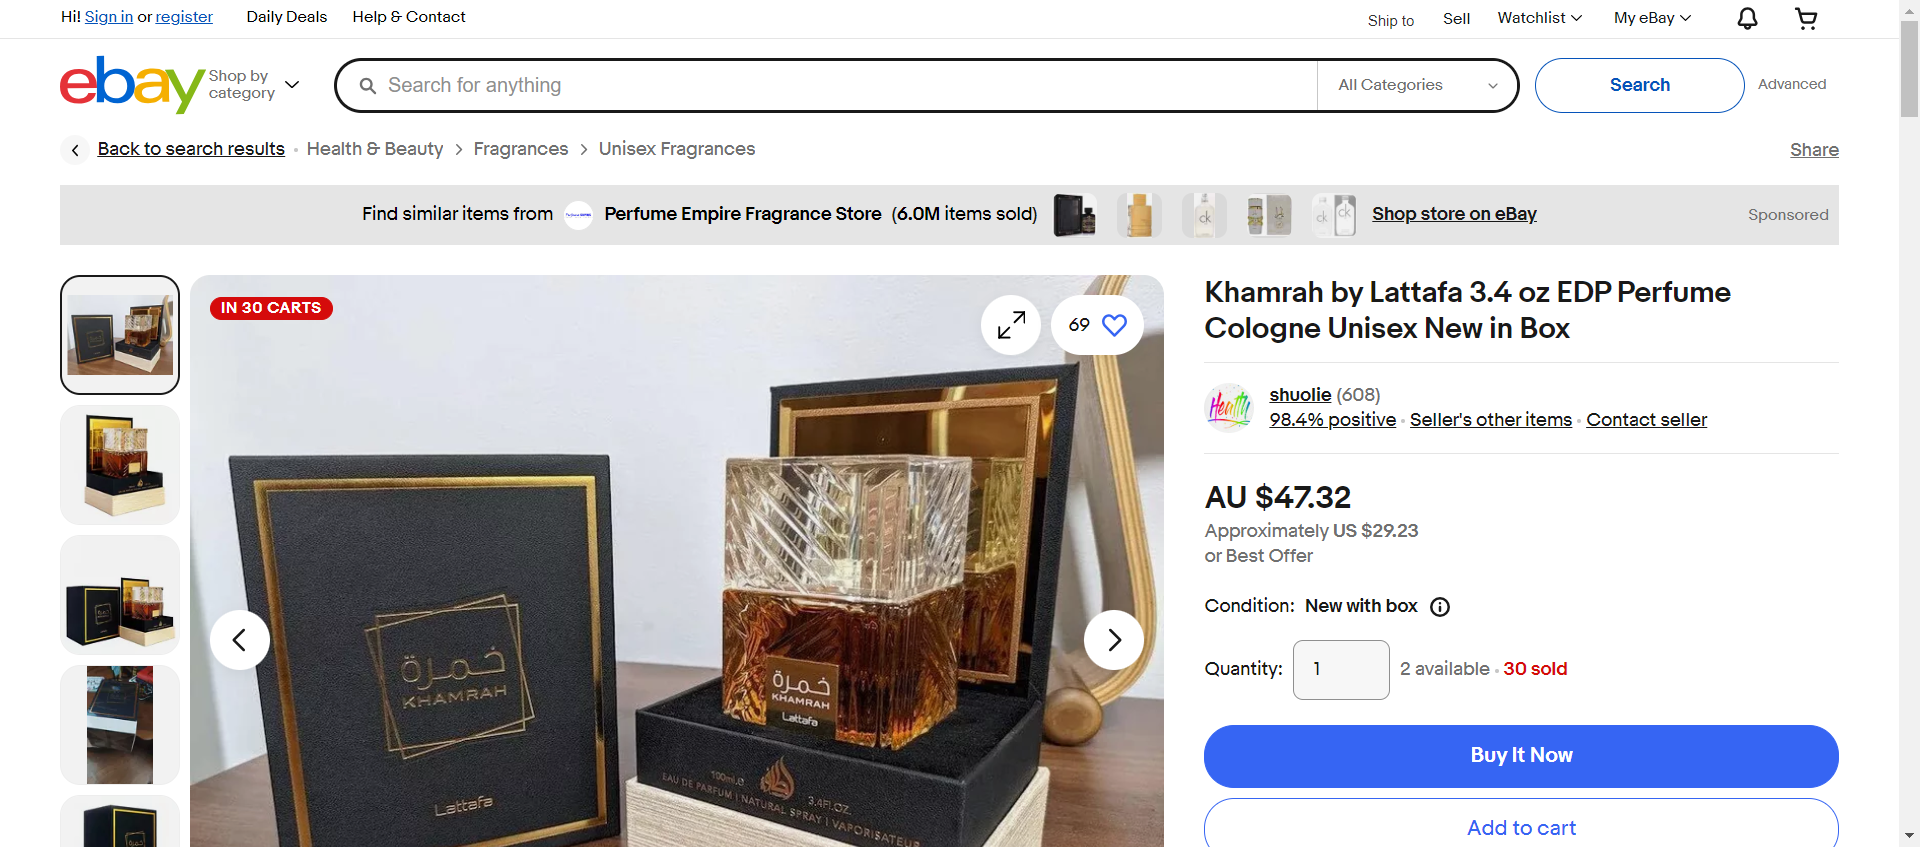 Hi! Sign in or register
Daily Deals
Help & Contact
Ship to
Sell
Watchlist
My eBay
ebay
Shop by
category
Search for anything
All Categories
Search
Advanced
Back to search results
Health & Beauty
Fragrances
Unisex Fragrances
Share
Find similar items from
Perfume Empire Fragrance Store (6.0M items sold)
ck
ck
ck
Shop store on eBay
Sponsored
IN 30 CARTS
69
خمرة
KHAMRAH
Lattafa
خمرة
KHAMRAH
Lattafa
100ml.e
3.4FL.OZ.
EAU DE PARFUM | NATURAL SPRAY | VAPORISATEUR
Khamrah by Lattafa 3.4 oz EDP Perfume
Cologne Unisex New in Box
Health
shuolie (608)
98.4% positive
Seller's other items
Contact seller
AU $47.32
Approximately US $29.23
or Best Offer
Condition: New with box
Quantity: 1
2 available
30 sold
Buy It Now
Add to cart